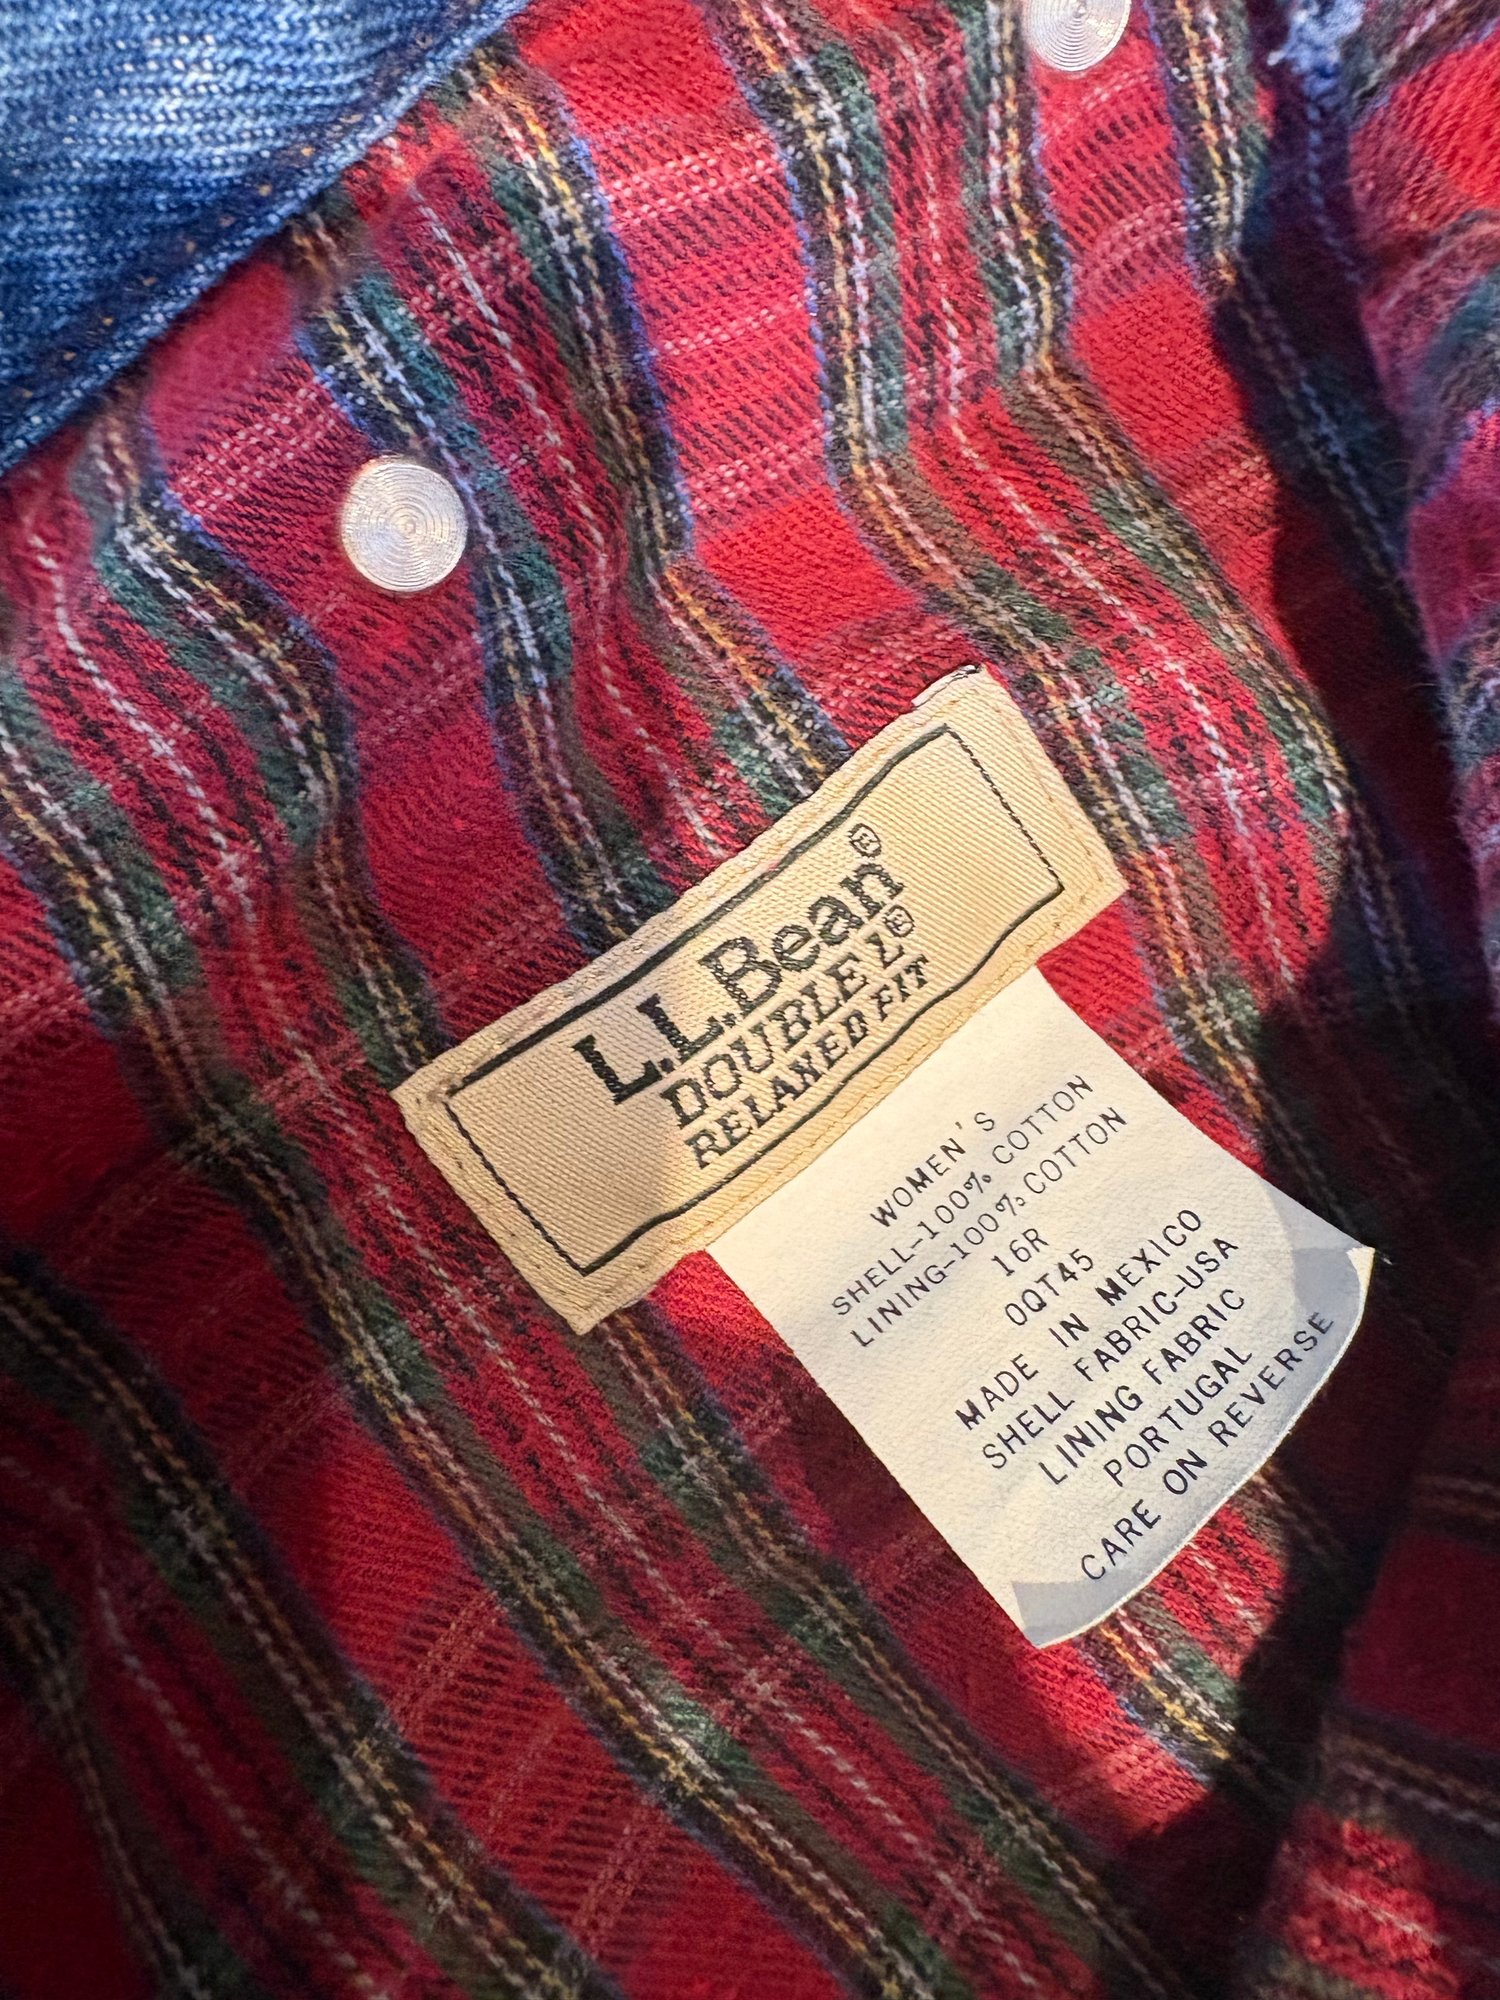 L.L.Bean®
DOUBLE L®
RELAXED FIT
WOMEN'S
SHELL-100% COTTON
LINING-100% COTTON
16R
0QT45
MADE IN MEXICO
SHELL FABRIC-USA
LINING FABRIC
PORTUGAL
CARE ON REVERSE